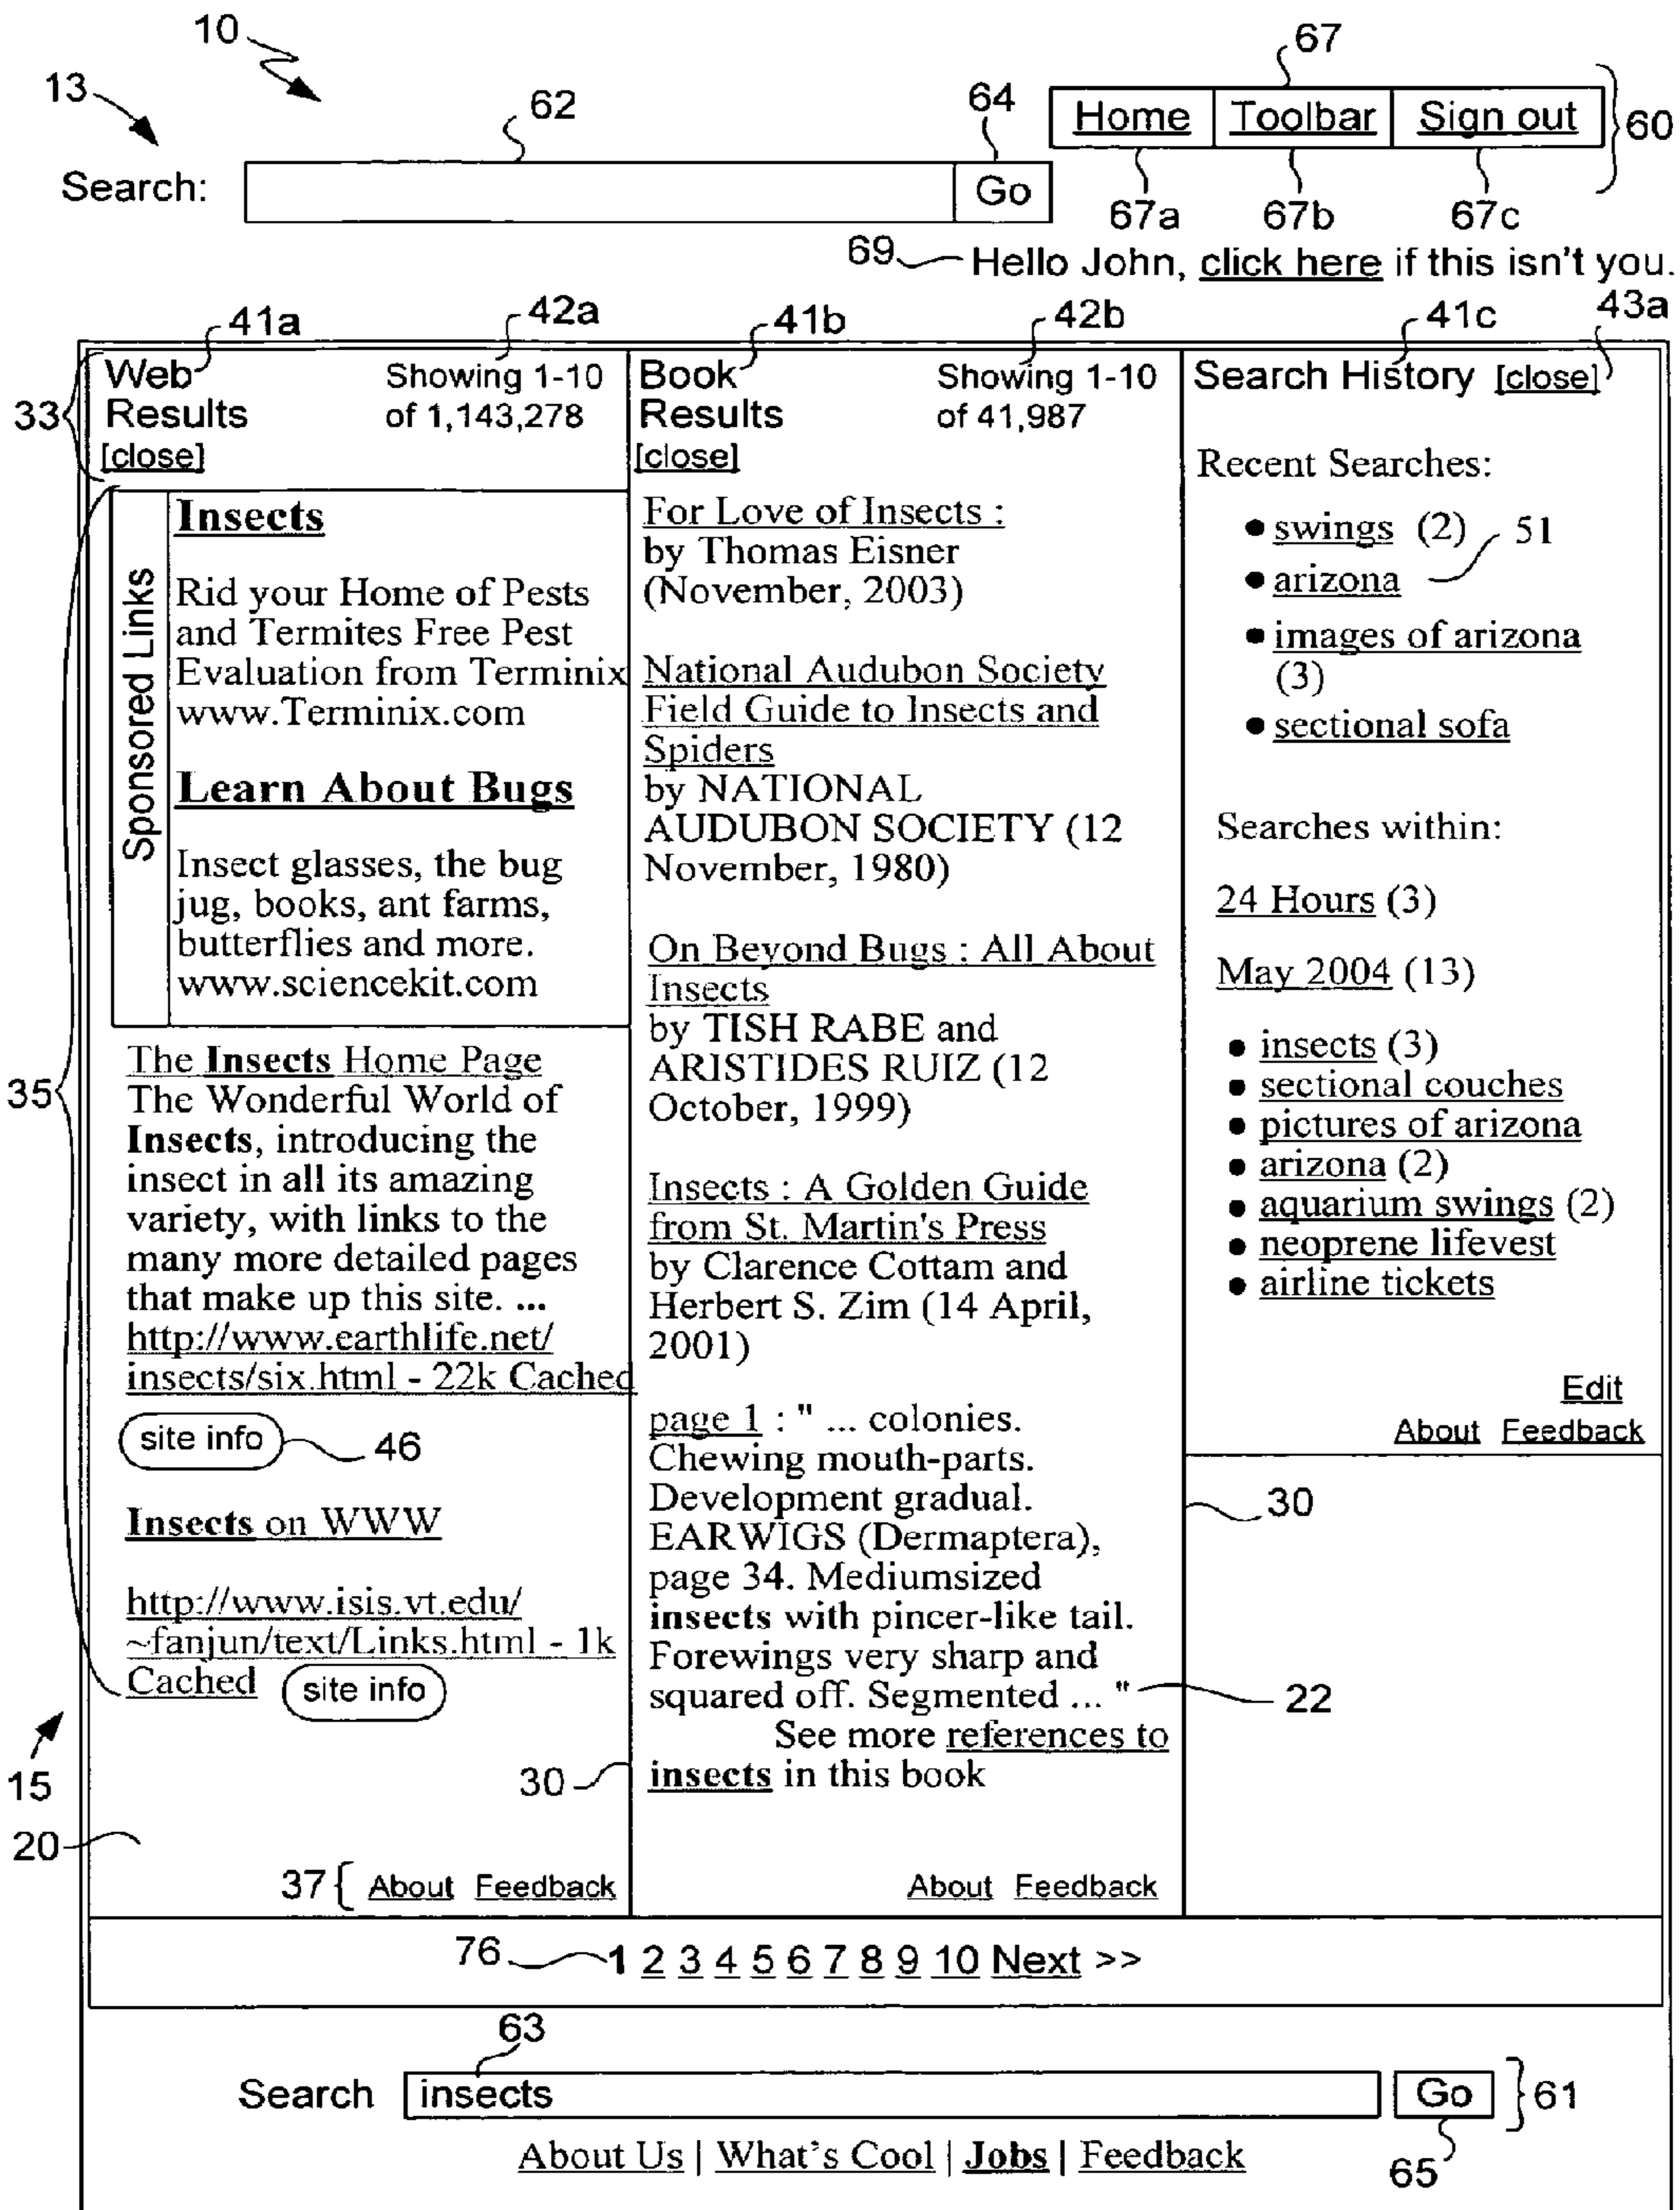 10
13
62
64
67
Home Toolbar Sign out
60
Search:
Go
67a 67b 67c
69
Hello John, click here if this isn't you.
41a 42a 41b 42b 41c 43a
33
Web
Results
[close]
Showing 1-10
of 1,143,278
35
Sponsored Links
Insects
Rid your Home of Pests
and Termites Free Pest
Evaluation from Terminix
www.Terminix.com
Learn About Bugs
Insect glasses, the bug
jug, books, ant farms,
butterflies and more.
www.sciencekit.com
The Insects Home Page
The Wonderful World of
Insects, introducing the
insect in all its amazing
variety, with links to the
many more detailed pages
that make up this site. ...
http://www.earthlife.net/
insects/six.html - 22k Cached
site info
46
Insects on WWW
http://www.isis.vt.edu/
~fanjun/text/Links.html - 1k
Cached
site info
15
20
37
About Feedback
Book
Results
[close]
Showing 1-10
of 41,987
For Love of Insects :
by Thomas Eisner
(November, 2003)
National Audubon Society
Field Guide to Insects and
Spiders
by NATIONAL
AUDUBON SOCIETY (12
November, 1980)
On Beyond Bugs : All About
Insects
by TISH RABE and
ARISTIDES RUIZ (12
October, 1999)
Insects : A Golden Guide
from St. Martin's Press
by Clarence Cottam and
Herbert S. Zim (14 April,
2001)
page 1 : " ... colonies.
Chewing mouth-parts.
Development gradual.
EARWIGS (Dermaptera),
page 34. Mediumsized
insects with pincer-like tail.
Forewings very sharp and
squared off. Segmented ... "
22
See more references to
insects in this book
30
About Feedback
Search History [close]
Recent Searches:
• swings (2)
51
• arizona
• images of arizona
(3)
• sectional sofa
Searches within:
24 Hours (3)
May 2004 (13)
• insects (3)
• sectional couches
• pictures of arizona
• arizona (2)
• aquarium swings (2)
• neoprene lifevest
• airline tickets
Edit
About Feedback
30
76
1 2 3 4 5 6 7 8 9 10 Next >>
63
Search
insects
Go
61
65
About Us | What's Cool | Jobs | Feedback